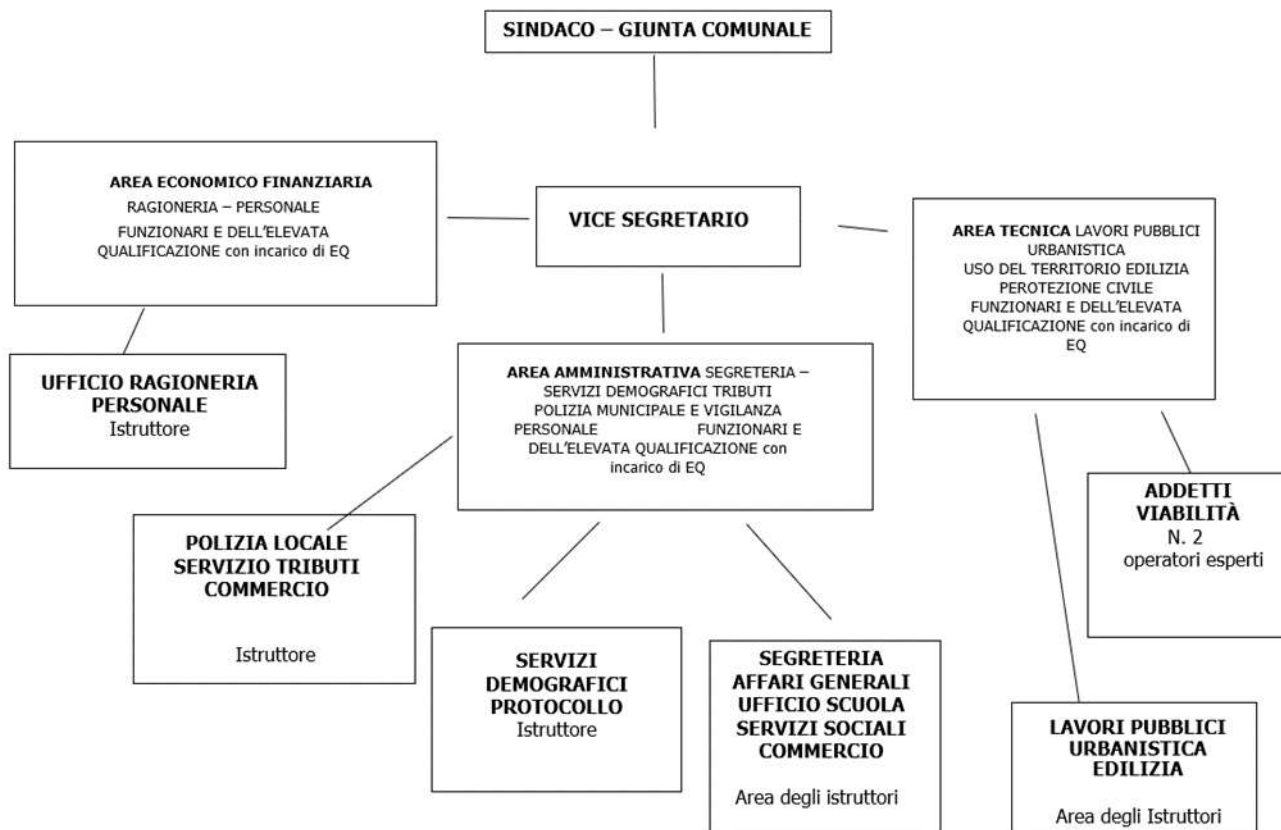 SINDACO – GIUNTA COMUNALE
AREA ECONOMICO FINANZIARIA
RAGIONERIA – PERSONALE
FUNZIONARI E DELL'ELEVATA
QUALIFICAZIONE con incarico di EQ
VICE SEGRETARIO
AREA TECNICA LAVORI PUBBLICI
URBANISTICA
USO DEL TERRITORIO EDILIZIA
PEROTEZIONE CIVILE
FUNZIONARI E DELL'ELEVATA
QUALIFICAZIONE con incarico di
EQ
UFFICIO RAGIONERIA
PERSONALE
Istruttore
AREA AMMINISTRATIVA SEGRETERIA –
SERVIZI DEMOGRAFICI TRIBUTI
POLIZIA MUNICIPALE E VIGILANZA
PERSONALE FUNZIONARI E
DELL'ELEVATA QUALIFICAZIONE con
incarico di EQ
POLIZIA LOCALE
SERVIZIO TRIBUTI
COMMERCIO
Istruttore
SERVIZI
DEMOGRAFICI
PROTOCOLLO
Istruttore
SEGRETERIA
AFFARI GENERALI
UFFICIO SCUOLA
SERVIZI SOCIALI
COMMERCIO
Area degli istruttori
ADDETTI
VIABILITÀ
N. 2
operatori esperti
LAVORI PUBBLICI
URBANISTICA
EDILIZIA
Area degli Istruttori